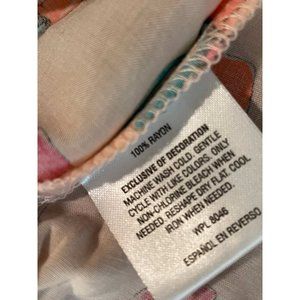 100% RAYON
EXCLUSIVE OF DECORATION
MACHINE WASH COLD, GENTLE
CYCLE WITH LIKE COLORS, ONLY
NON-CHLORINE BLEACH WHEN
NEEDED. RESHAPE DRY FLAT, COOL
IRON WHEN NEEDED.
WPL 8046
ESPAÑOL EN REVERSO